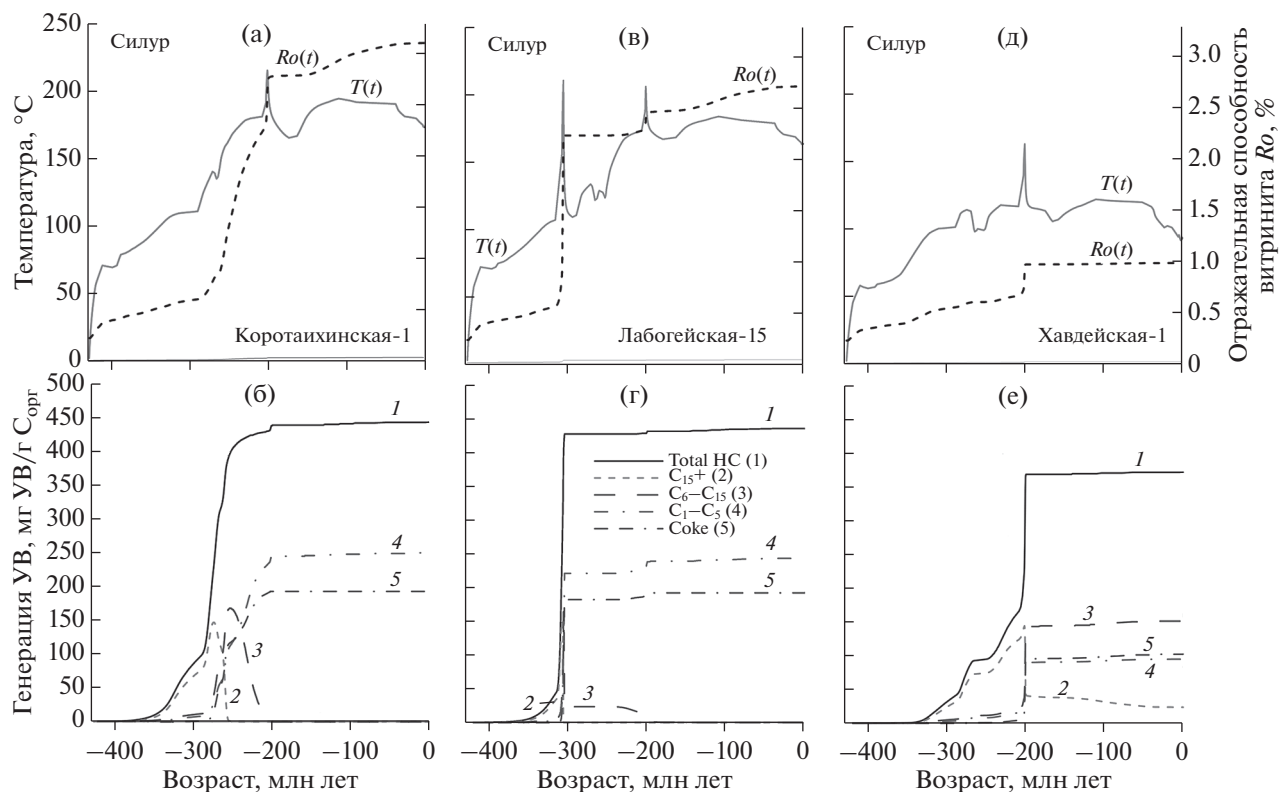 250
200
150
100
50
0
Температура, °C
(а)
Силур
Ro(t)
T(t)
Коротаихинская-1
(в)
Силур
Ro(t)
T(t)
Лабогейская-15
(д)
Силур
T(t)
Ro(t)
Хавдейская-1
3.0
2.5
2.0
1.5
1.0
0.5
0
Отражательная способность
витринита Ro, %
500
450
400
350
300
250
200
150
100
50
0
Генерация УВ, мг УВ/г Cорг
(б)
1
4
5
3
2
−400
−300
−200
−100
0
Возраст, млн лет
(г)
1
Total HC (1)
C15+ (2)
C6–C15 (3)
C1–C5 (4)
Coke (5)
4
5
2
3
−400
−300
−200
−100
0
Возраст, млн лет
(е)
1
3
5
4
2
−400
−300
−200
−100
0
Возраст, млн лет